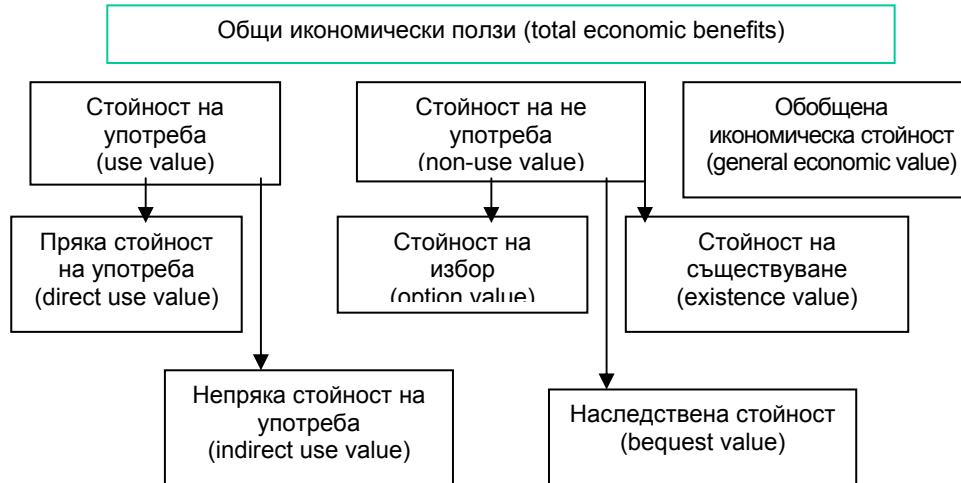 Общи икономически ползи (total economic benefits)
Стойност на
употреба
(use value)
Стойност на не
употреба
(non-use value)
Обобщена
икономическа стойност
(general economic value)
Пряка стойност
на употреба
(direct use value)
Стойност на
избор
(option value)
Стойност на
съществуване
(existence value)
Непряка стойност на
употреба
(indirect use value)
Наследствена стойност
(bequest value)